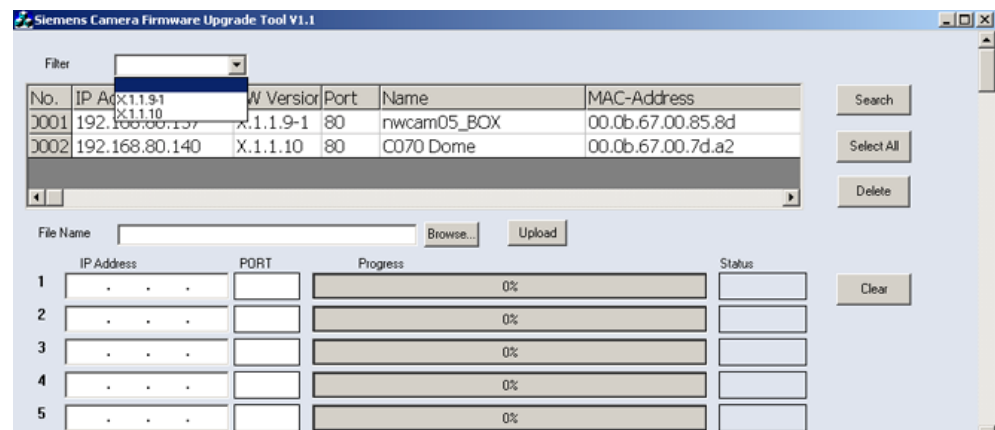 Siemens Camera Firmware Upgrade Tool V1.1
Filter
X.1.1.9-1
X.1.1.10
No. IP Ad W Version Port Name MAC-Address
0001 192.168.80.137 X.1.1.9-1 80 nwcam05_BOX 00.0b.67.00.85.8d
0002 192.168.80.140 X.1.1.10 80 C070 Dome 00.0b.67.00.7d.a2
Search
Select All
Delete
File Name Browse... Upload
IP Address PORT Progress Status
1 . . . 0% Clear
2 . . . 0%
3 . . . 0%
4 . . . 0%
5 . . . 0%